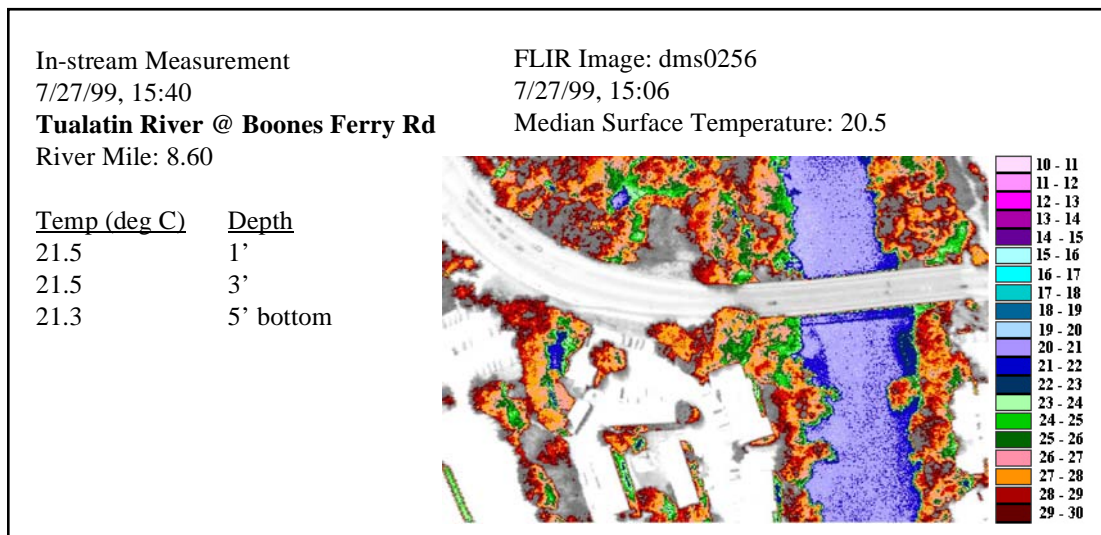 In-stream Measurement
7/27/99, 15:40
Tualatin River @ Boones Ferry Rd
River Mile: 8.60
Temp (deg C) Depth
21.5 1’
21.5 3’
21.3 5’ bottom
FLIR Image: dms0256
7/27/99, 15:06
Median Surface Temperature: 20.5
10 - 11
11 - 12
12 - 13
13 - 14
14 - 15
15 - 16
16 - 17
17 - 18
18 - 19
19 - 20
20 - 21
21 - 22
22 - 23
23 - 24
24 - 25
25 - 26
26 - 27
27 - 28
28 - 29
29 - 30